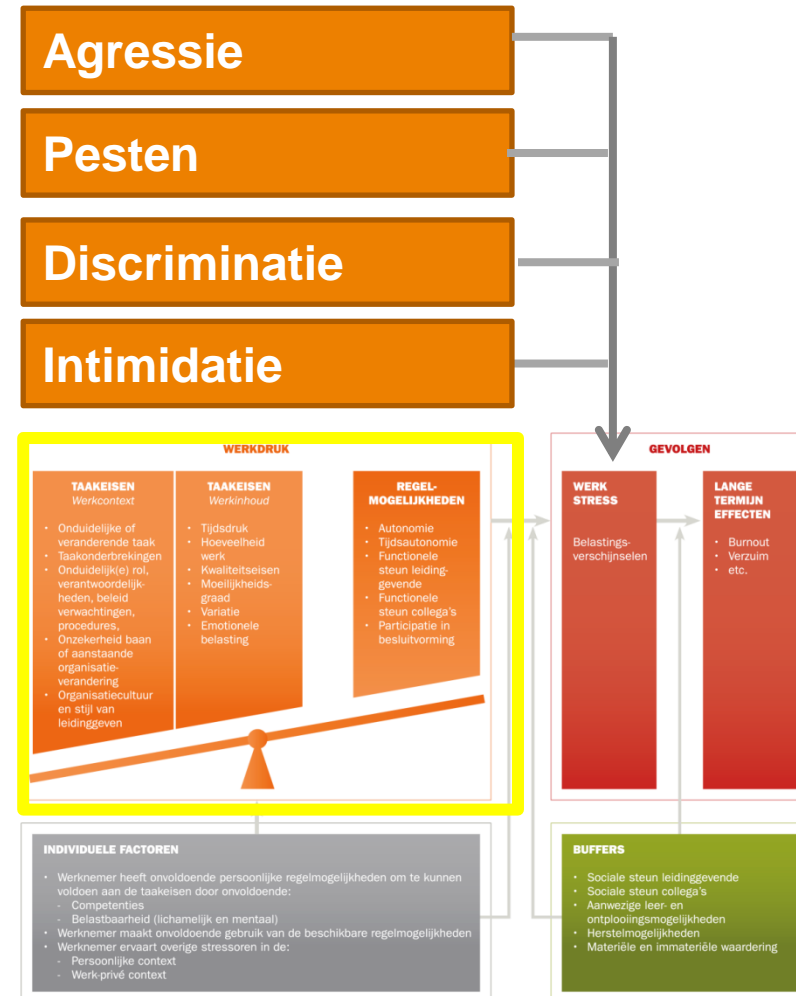 Agressie
Pesten
Discriminatie
Intimidatie
WERKDRUK
TAAKEISEN
Werkcontext
• Onduidelijke of
veranderende taak
• Taakonderbrekingen
• Onduidelijk(e) rol,
verantwoordelijk-
heden, beleid
verwachtingen,
procedures.
• Onzekerheid baan
of aanstaande
organisatie-
verandering
• Organisatiecultuur
en stijl van
leidinggeven
TAAKEISEN
Werkinhoud
• Tijdsdruk
• Hoeveelheid
werk
• Kwaliteitseisen
• Moeilijkheids-
graad
• Variatie
• Emotionele
belasting
REGEL-
MOGELIJKHEDEN
• Autonomie
• Tijdsautonomie
• Functionele
steun leiding-
gevende
• Functionele
steun collega's
• Participatie in
besluitvorming
GEVOLGEN
WERK
STRESS
Belastings-
verschijnselen
LANGE
TERMIJN
EFFECTEN
• Burnout
• Verzuim
• etc.
INDIVIDUELE FACTOREN
• Werknemer heeft onvoldoende persoonlijke regelmogelijkheden om te kunnen
voldoen aan de taakeisen door onvoldoende:
- Competenties
- Belastbaarheid (lichamelijk en mentaal)
• Werknemer maakt onvoldoende gebruik van de beschikbare regelmogelijkheden
• Werknemer ervaart overige stressoren in de:
- Persoonlijke context
- Werk-privé context
BUFFERS
• Sociale steun leidinggevende
• Sociale steun collega's
• Aanwezige leer- en
ontplooiingsmogelijkheden
• Herstelmogelijkheden
• Materiële en immateriële waardering